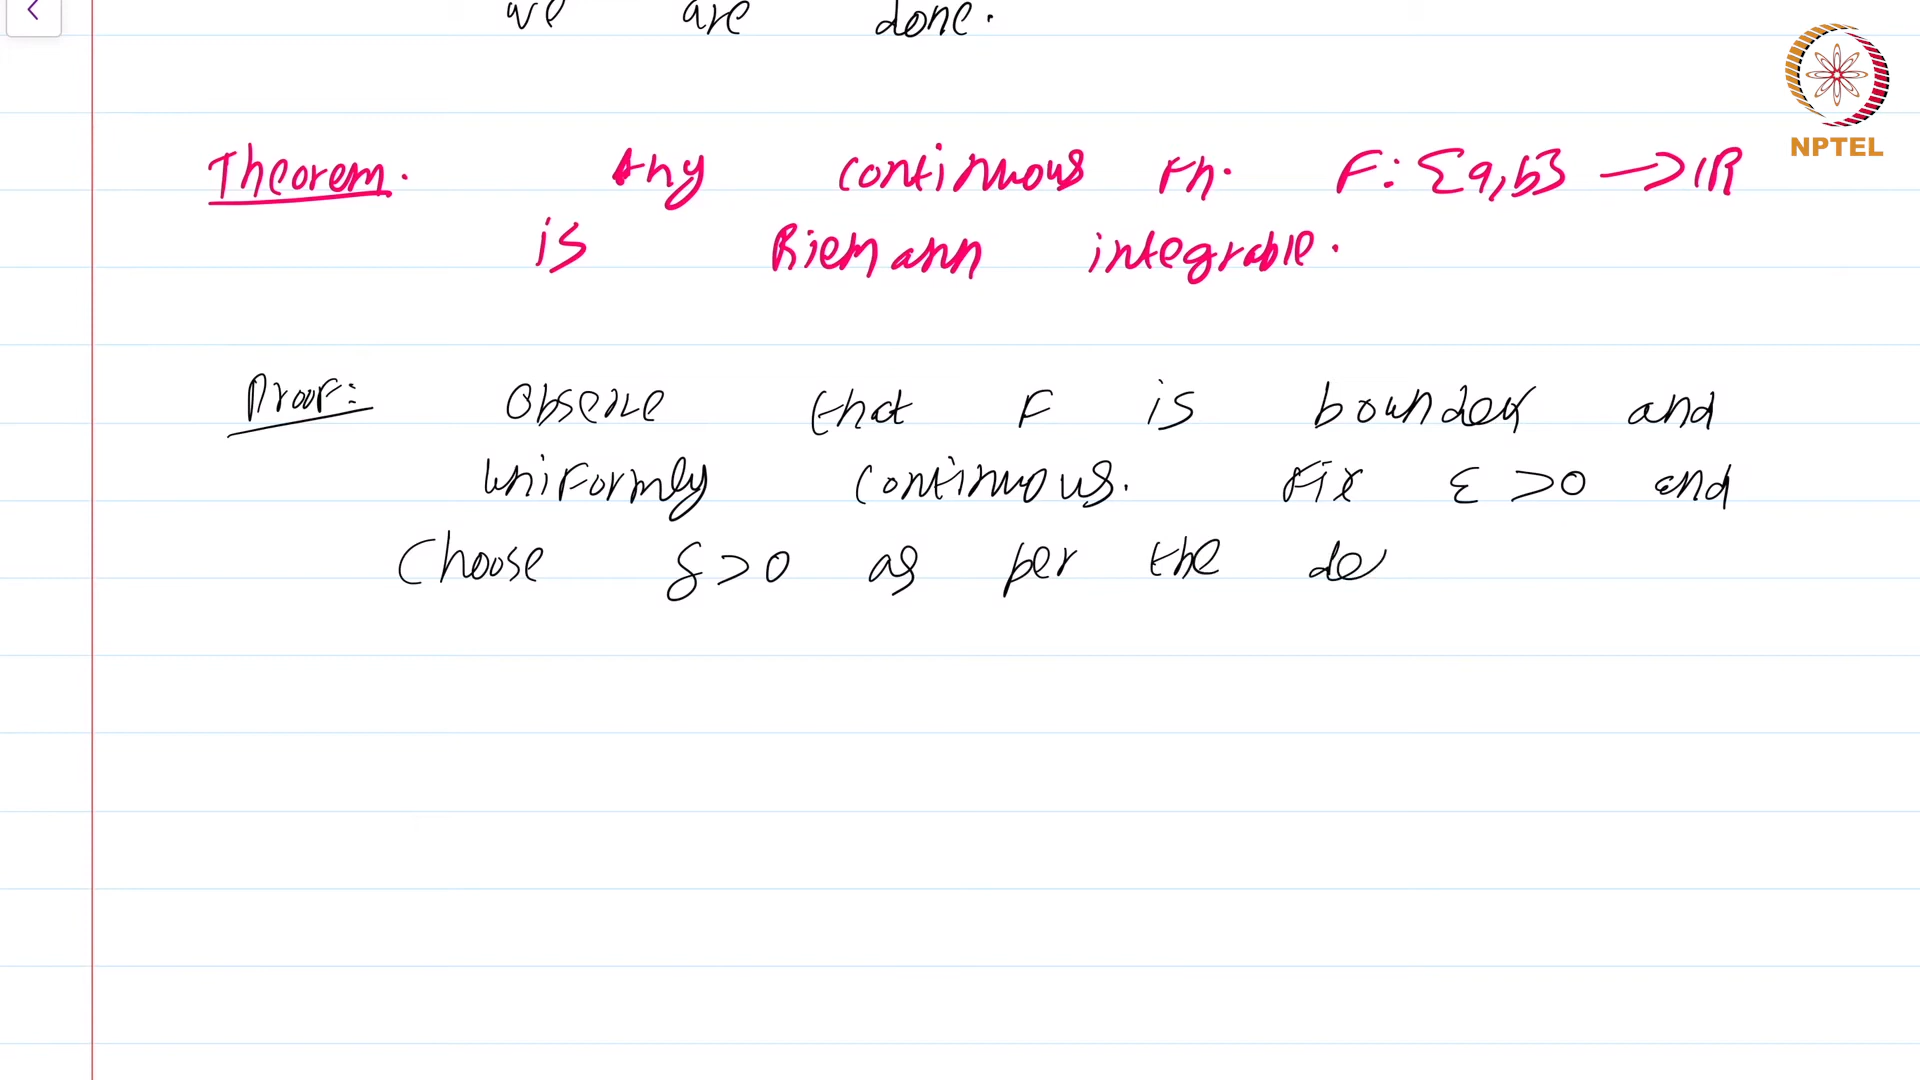 we are done.
NPTEL
Theorem. Any continuous Fn. F: [a,b] → ℝ
is Riemann integrable.
Proof: Observe that F is bounded and
uniformly continuous. Fix ε > 0 and
Choose δ > 0 as per the de